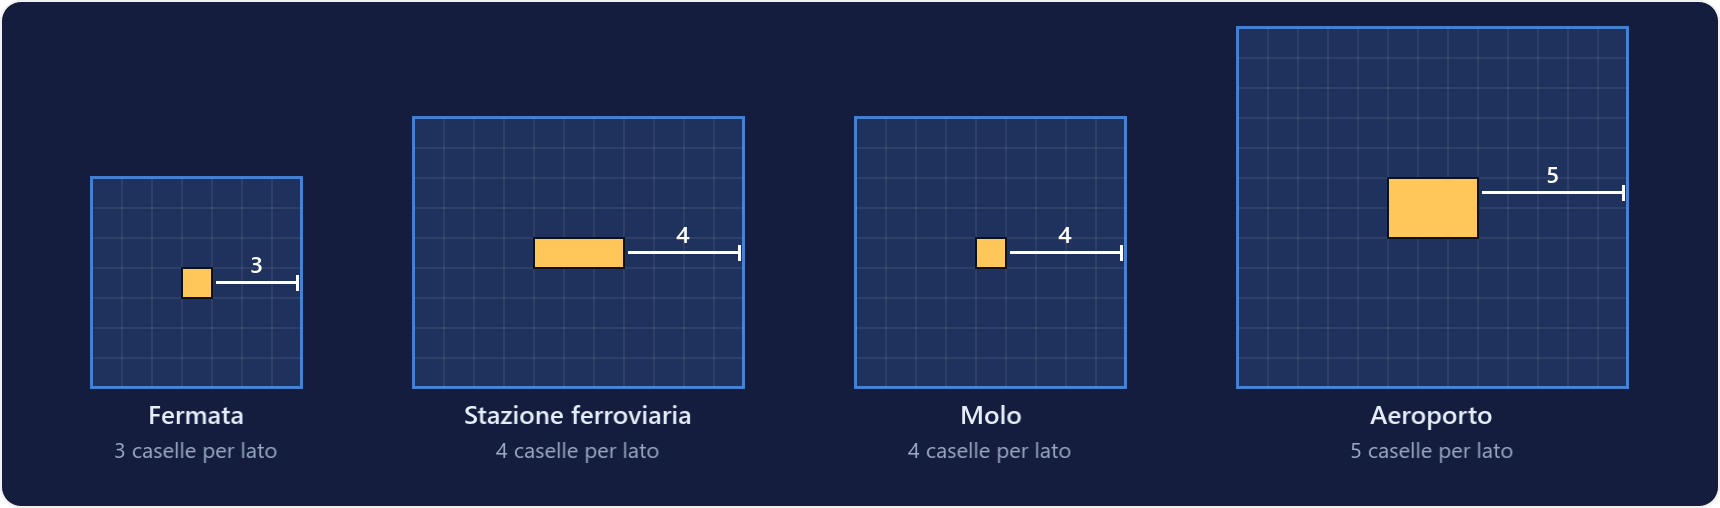 3
Fermata
3 caselle per lato
4
Stazione ferroviaria
4 caselle per lato
4
Molo
4 caselle per lato
5
Aeroporto
5 caselle per lato